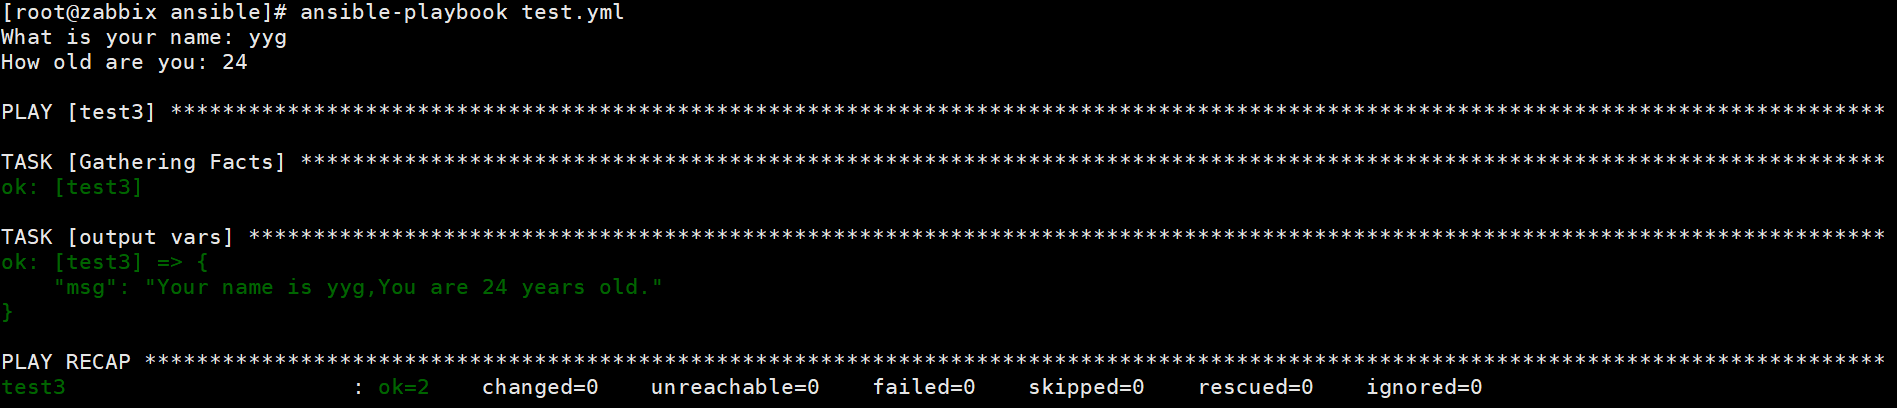 [root@zabbix ansible]# ansible-playbook test.yml
What is your name: yyg
How old are you: 24
PLAY [test3] ************************************************************************************************************************************
TASK [Gathering Facts] **************************************************************************************************************************
ok: [test3]
TASK [output vars] ******************************************************************************************************************************
ok: [test3] => {
    "msg": "Your name is yyg,You are 24 years old."
}
PLAY RECAP **************************************************************************************************************************************
test3                      : ok=2    changed=0    unreachable=0    failed=0    skipped=0    rescued=0    ignored=0